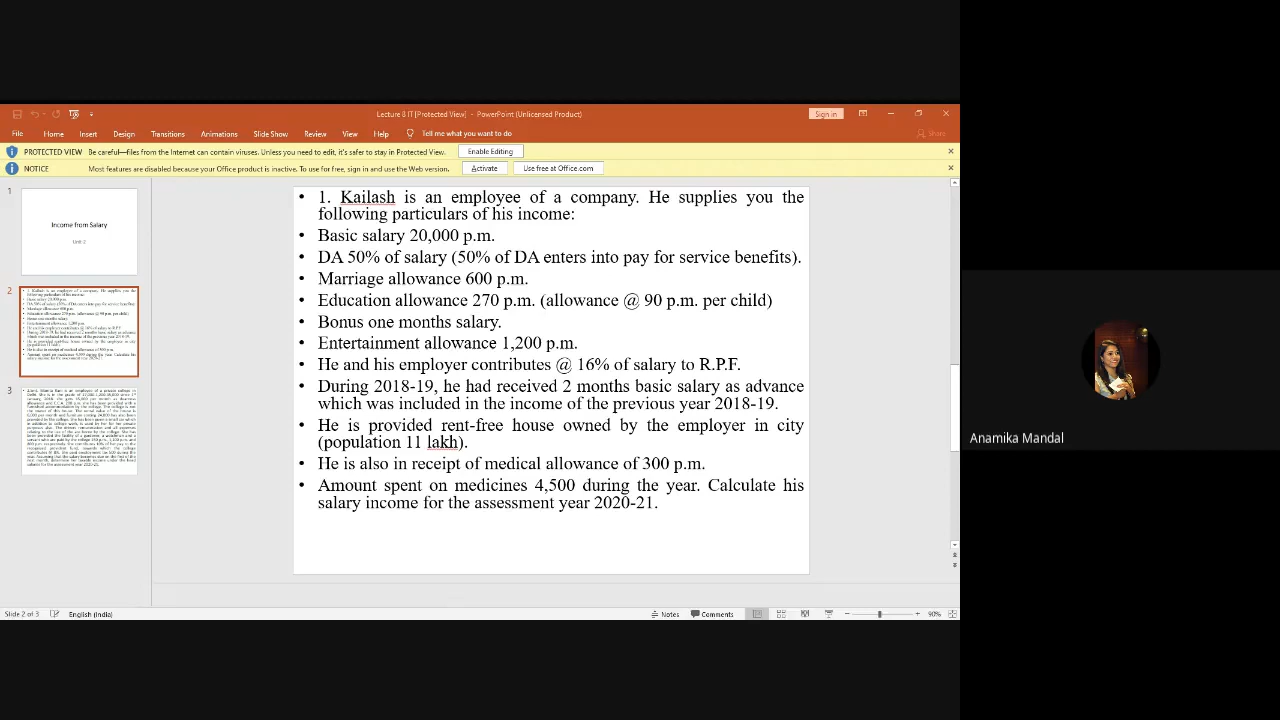 Lecture 8 IT [Protected View] - PowerPoint (Unlicensed Product)
Sign in
File Home Insert Design Transitions Animations Slide Show Review View Help Tell me what you want to do Share
PROTECTED VIEW Be careful—files from the Internet can contain viruses. Unless you need to edit, it's safer to stay in Protected View. Enable Editing
NOTICE Most features are disabled because your Office product is inactive. To use for free, sign in and use the Web version. Activate Use free at Office.com
1
Income from Salary
Unit 2
2
3
• 1. Kailash is an employee of a company. He supplies you the
following particulars of his income:
• Basic salary 20,000 p.m.
• DA 50% of salary (50% of DA enters into pay for service benefits).
• Marriage allowance 600 p.m.
• Education allowance 270 p.m. (allowance @ 90 p.m. per child)
• Bonus one months salary.
• Entertainment allowance 1,200 p.m.
• He and his employer contributes @ 16% of salary to R.P.F.
• During 2018-19, he had received 2 months basic salary as advance
which was included in the income of the previous year 2018-19.
• He is provided rent-free house owned by the employer in city
(population 11 lakh).
• He is also in receipt of medical allowance of 300 p.m.
• Amount spent on medicines 4,500 during the year. Calculate his
salary income for the assessment year 2020-21.
Anamika Mandal
Slide 2 of 3 English (India) Notes Comments 90%